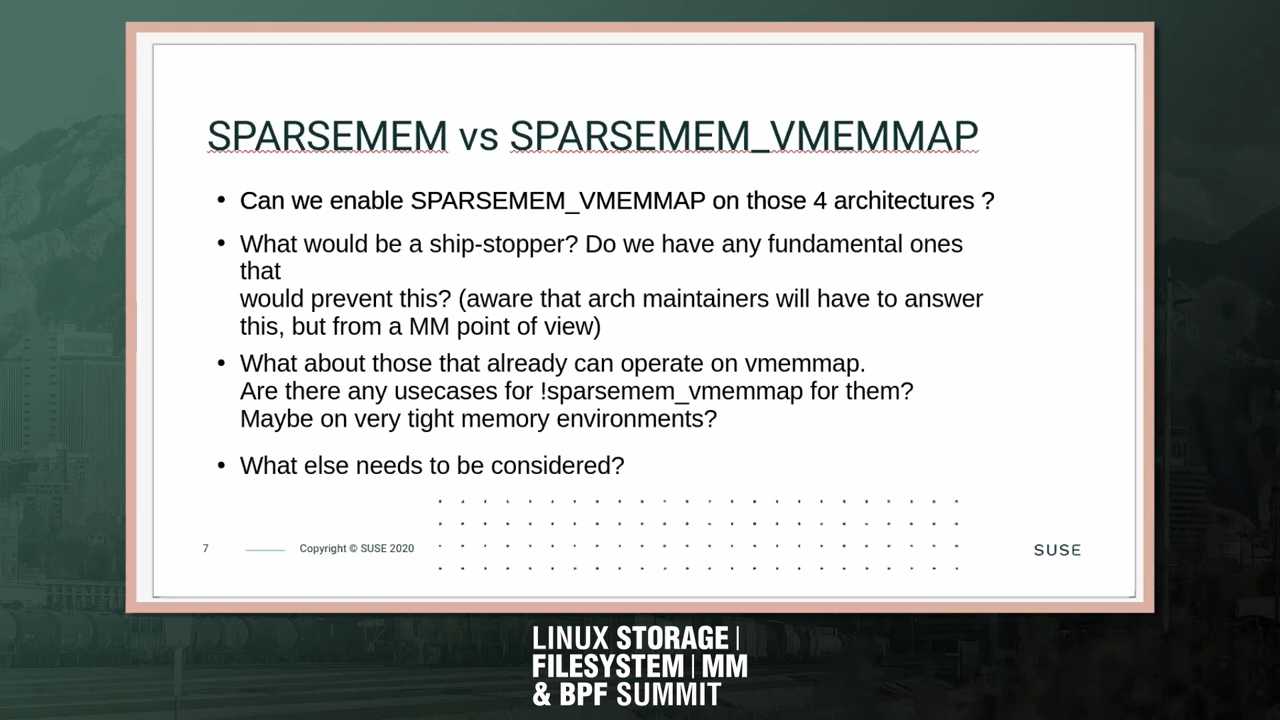 SPARSEMEM vs SPARSEMEM_VMEMMAP
• Can we enable SPARSEMEM_VMEMMAP on those 4 architectures ?
• What would be a ship-stopper? Do we have any fundamental ones
that
would prevent this? (aware that arch maintainers will have to answer
this, but from a MM point of view)
• What about those that already can operate on vmemmap.
Are there any usecases for !sparsemem_vmemmap for them?
Maybe on very tight memory environments?
• What else needs to be considered?
7 Copyright © SUSE 2020 SUSE
LINUX STORAGE |
FILESYSTEM | MM
& BPF SUMMIT